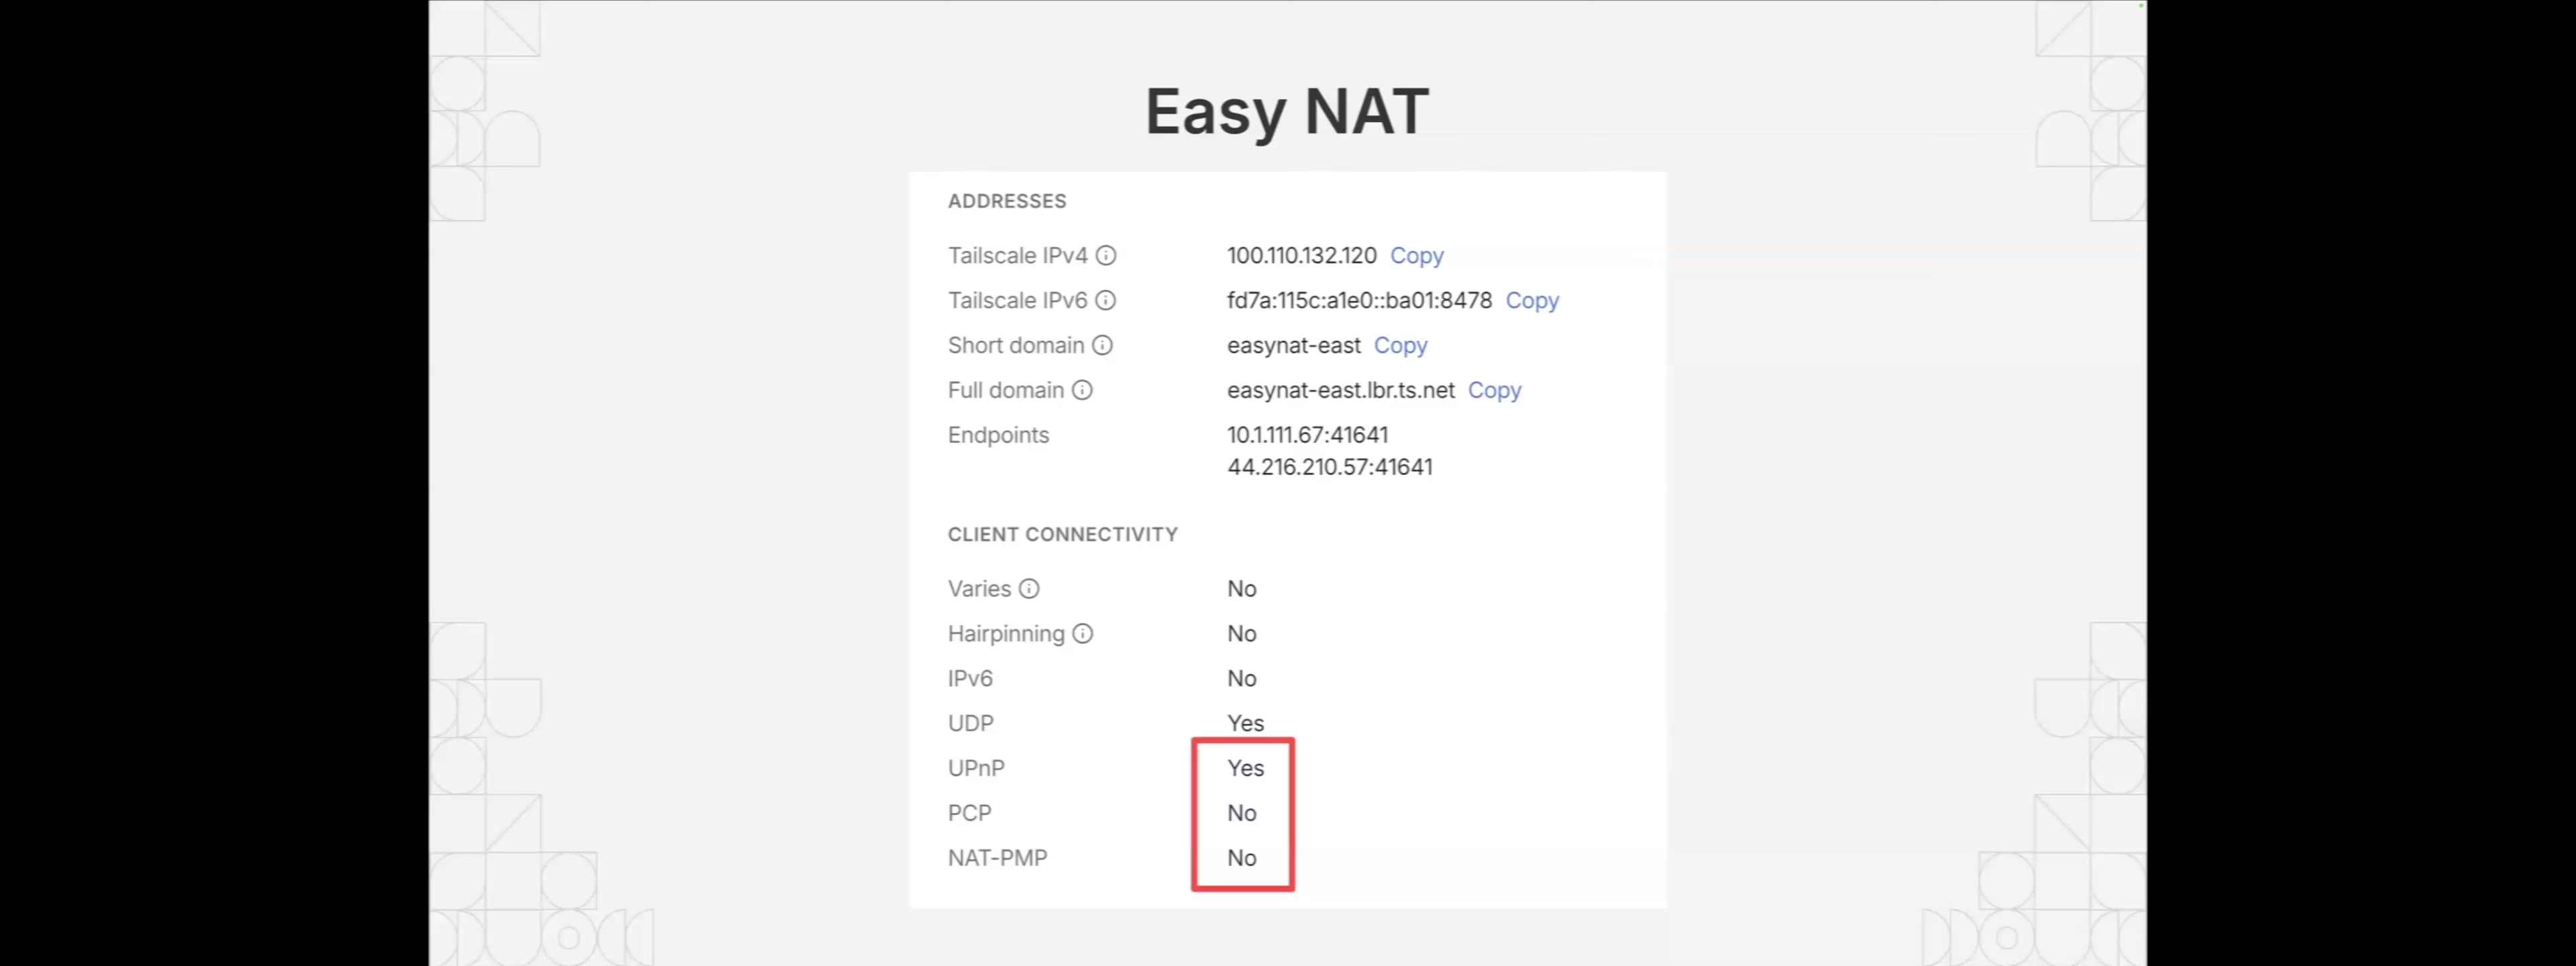 Easy NAT
ADDRESSES
Tailscale IPv4 100.110.132.120 Copy
Tailscale IPv6 fd7a:115c:a1e0::ba01:8478 Copy
Short domain easynat-east Copy
Full domain easynat-east.lbr.ts.net Copy
Endpoints 10.1.111.67:41641
44.216.210.57:41641
CLIENT CONNECTIVITY
Varies No
Hairpinning No
IPv6 No
UDP Yes
UPnP Yes
PCP No
NAT-PMP No